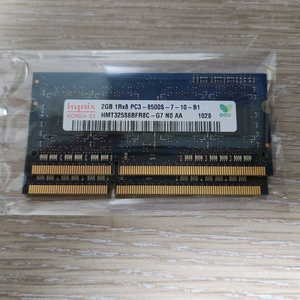 hynix
KOREA 01
2GB 1Rx8 PC3-8500S-7-10-B1
HMT325S6BFR8C-G7 N0 AA 1028